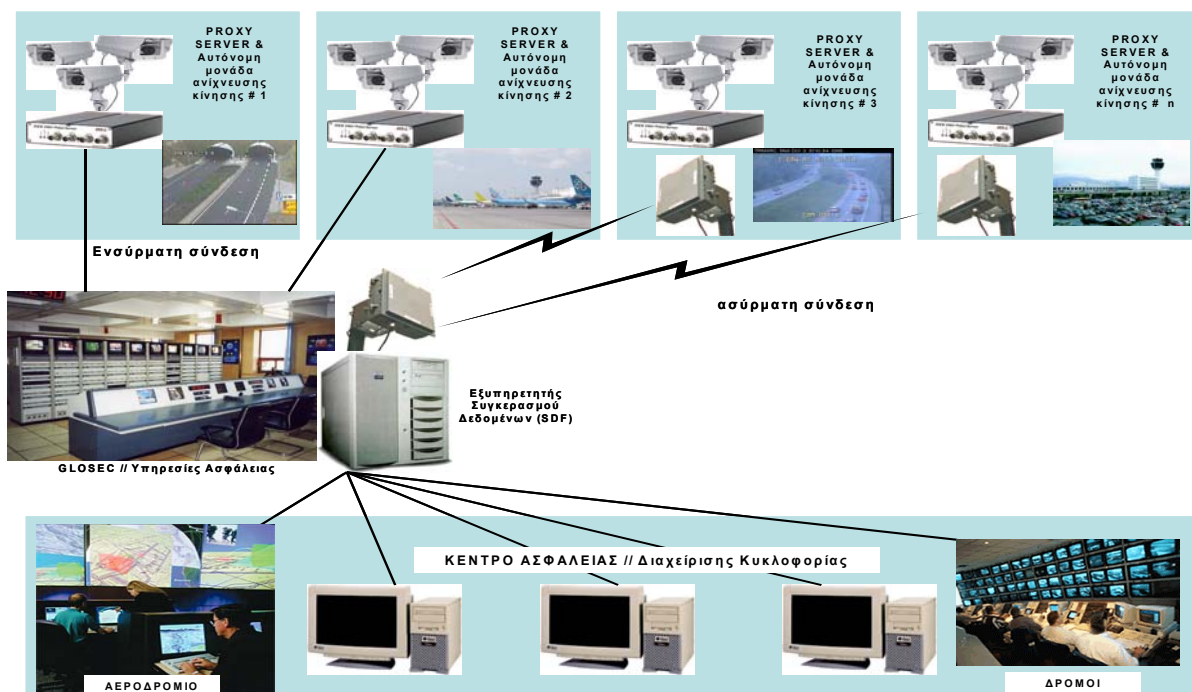 PROXY
SERVER &
Αυτόνομη
μονάδα
ανίχνευσης
κίνησης # 1
PROXY
SERVER &
Αυτόνομη
μονάδα
ανίχνευσης
κίνησης # 2
PROXY
SERVER &
Αυτόνομη
μονάδα
ανίχνευσης
κίνησης # 3
PROXY
SERVER &
Αυτόνομη
μονάδα
ανίχνευσης
κίνησης # n
Ενσύρματη σύνδεση
ασύρματη σύνδεση
Εξυπηρετητής
Συγκερασμού
Δεδομένων (SDF)
GLOSEC // Υπηρεσίες Ασφάλειας
ΚΕΝΤΡΟ ΑΣΦΑΛΕΙΑΣ // Διαχείρισης Κυκλοφορίας
ΑΕΡΟΔΡΟΜΙΟ
ΔΡΟΜΟΙ